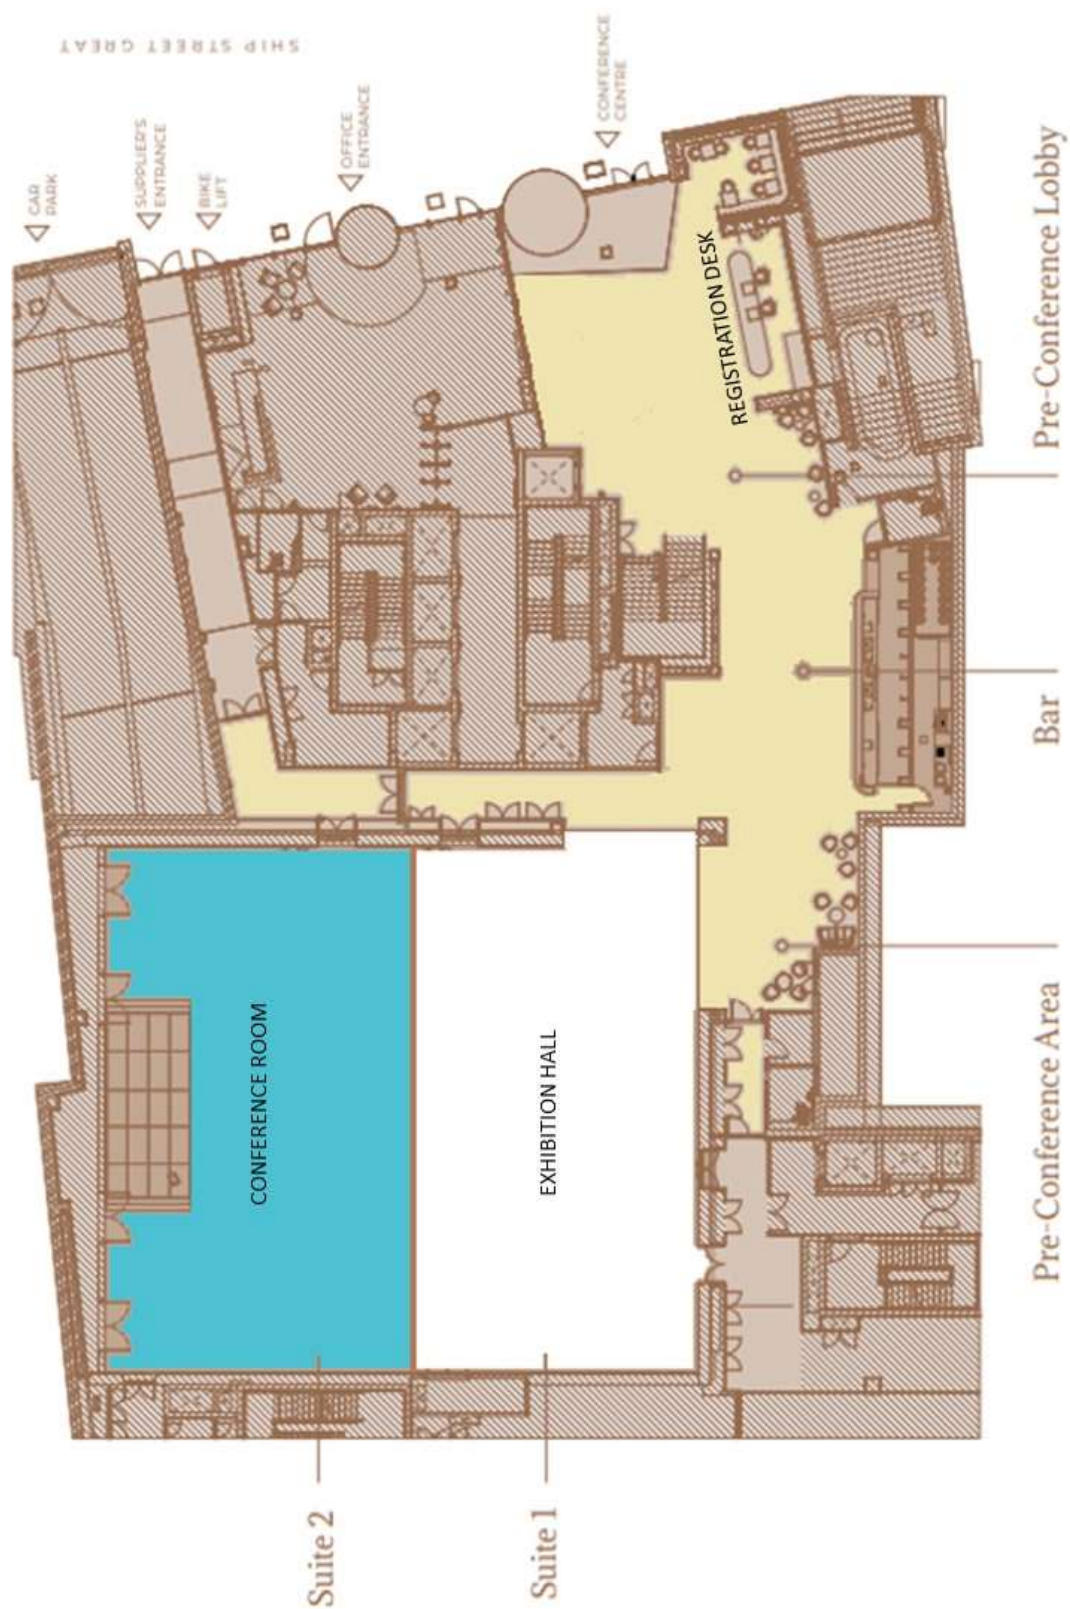 SHIP STREET GREAT
CAR
PARK
SUPPLIER'S
ENTRANCE
BIKE
LIFT
OFFICE
ENTRANCE
CONFERENCE
CENTRE
REGISTRATION DESK
Pre-Conference Lobby
Bar
Pre-Conference Area
CONFERENCE ROOM
EXHIBITION HALL
Suite 2
Suite 1